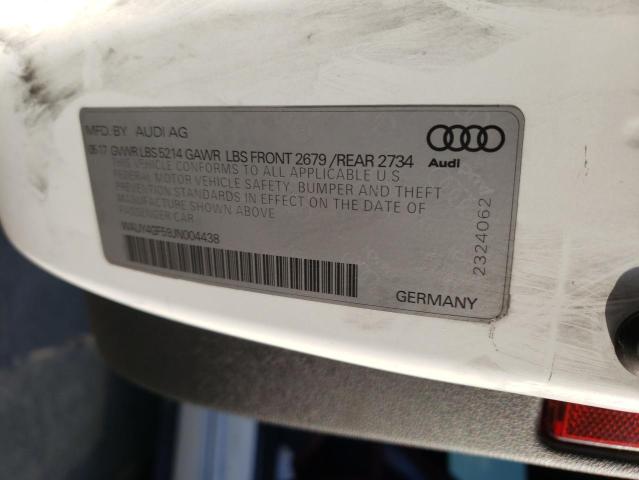 MFD. BY AUDI AG
05-17 GVWR LBS 5214 GAWR LBS FRONT 2679 /REAR 2734
THIS VEHICLE CONFORMS TO ALL APPLICABLE U.S.
FEDERAL MOTOR VEHICLE SAFETY, BUMPER AND THEFT
PREVENTION STANDARDS IN EFFECT ON THE DATE OF
MANUFACTURE SHOWN ABOVE
PASSENGER CAR
WAUY4GF59JN004438
Audi
2324062
GERMANY